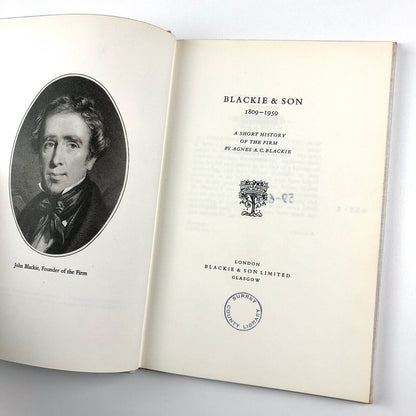 John Blackie, Founder of the Firm
BLACKIE & SON
1809–1959
A SHORT HISTORY
OF THE FIRM
BY AGNES A. C. BLACKIE
LONDON
BLACKIE & SON LIMITED
GLASGOW
SURREY
COUNTY LIBRARY